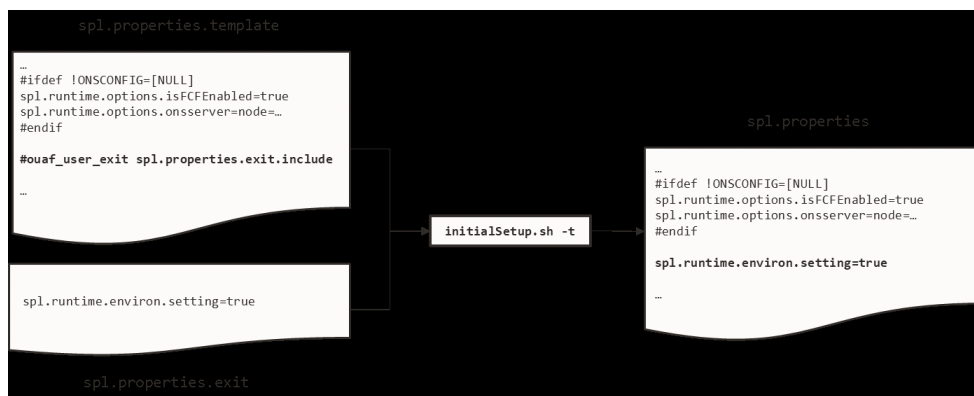 spl.properties.template
…
#ifdef !ONSCONFIG=[NULL]
spl.runtime.options.isFCFEnabled=true
spl.runtime.options.onsserver=node=…
#endif
#ouaf_user_exit spl.properties.exit.include
…
spl.runtime.environ.setting=true
spl.properties.exit
initialSetup.sh -t
spl.properties
…
#ifdef !ONSCONFIG=[NULL]
spl.runtime.options.isFCFEnabled=true
spl.runtime.options.onsserver=node=…
#endif
spl.runtime.environ.setting=true
…